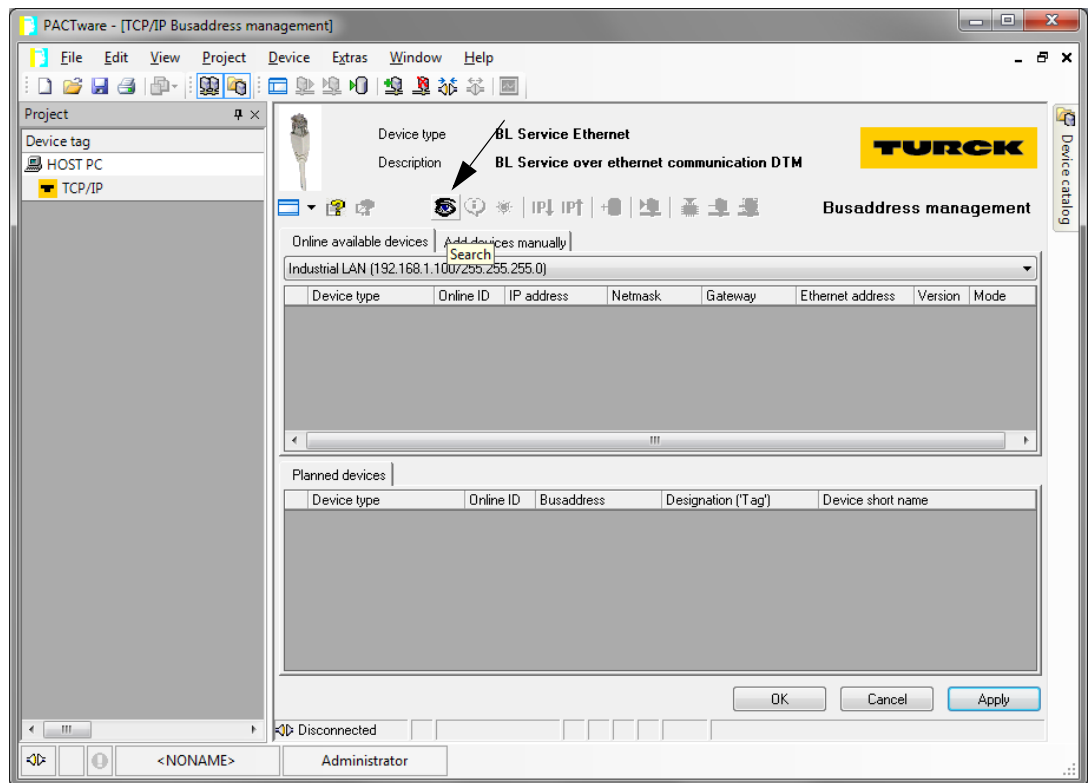 PACTware - [TCP/IP Busaddress management]
File Edit View Project Device Extras Window Help
Project
Device tag
HOST PC
TCP/IP
Device type BL Service Ethernet
Description BL Service over ethernet communication DTM
TURCK
IP IP
Busaddress management
Online available devices Add devices manually
Search
Industrial LAN (192.168.1.100/255.255.255.0)
Device type Online ID IP address Netmask Gateway Ethernet address Version Mode
Planned devices
Device type Online ID Busaddress Designation ('Tag') Device short name
OK Cancel Apply
Disconnected
<NONAME> Administrator
Device catalog